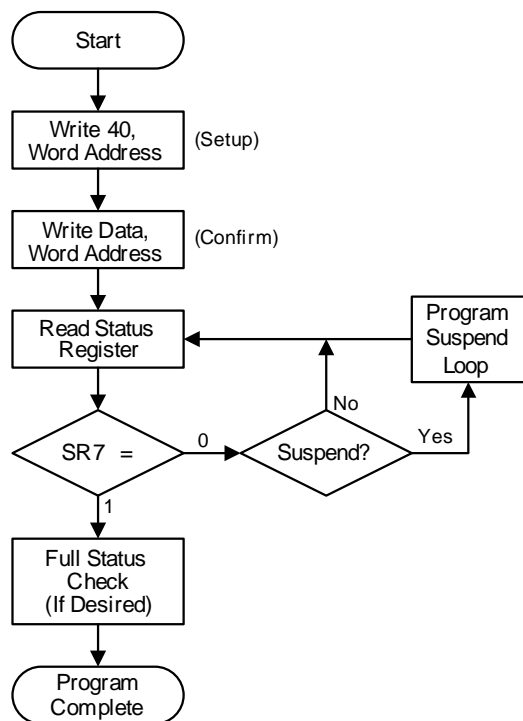 Start
Write 40,
Word Address
(Setup)
Write Data,
Word Address
(Confirm)
Read Status
Register
Program
Suspend
Loop
No
SR7 =
0
Suspend?
Yes
1
Full Status
Check
(If Desired)
Program
Complete